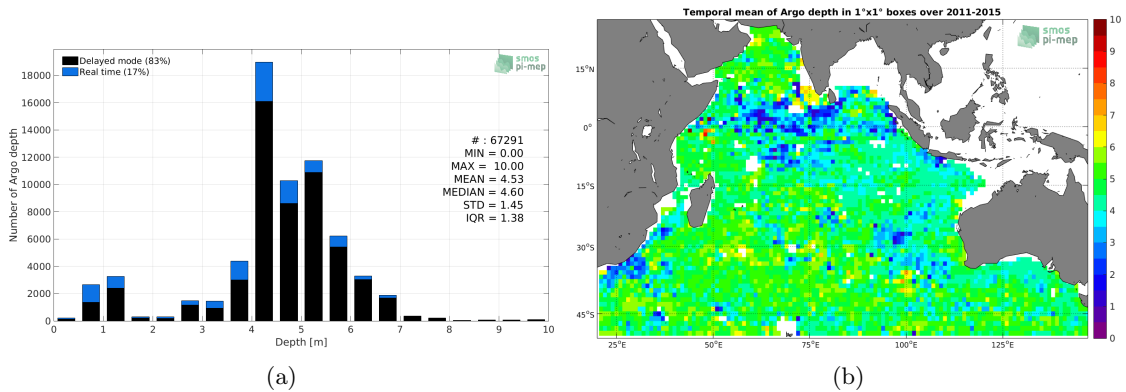 Delayed mode (83%)
Real time (17%)
smos
pi-mep
18000
16000
14000
12000
10000
8000
6000
4000
2000
0
Number of Argo depth
# : 67291
MIN = 0.00
MAX = 10.00
MEAN = 4.53
MEDIAN = 4.60
STD = 1.45
IQR = 1.38
0 1 2 3 4 5 6 7 8 9 10
Depth [m]
(a)
Temporal mean of Argo depth in 1°x1° boxes over 2011-2015
smos
pi-mep
15°N
0°
15°S
30°S
45°S
25°E 50°E 75°E 100°E 125°E
10
9
8
7
6
5
4
3
2
1
0
(b)